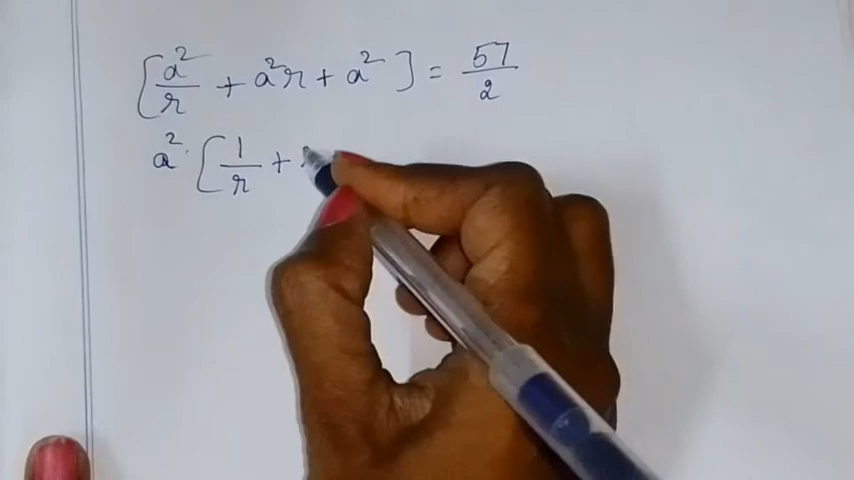 [a²/r + a²r + a²] = 57/2
a². [1/r +